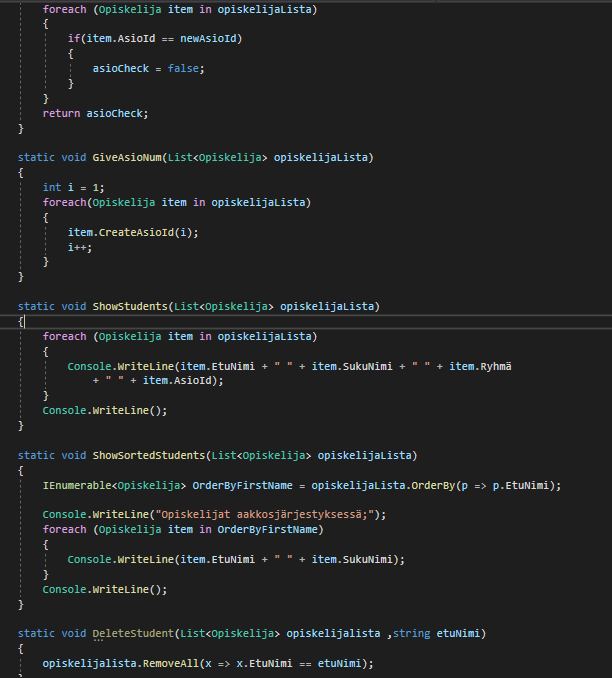 foreach (Opiskelija item in opiskelijaLista)
{
if(item.AsioId == newAsioId)
{
asioCheck = false;
}
}
return asioCheck;
}
static void GiveAsioNum(List<Opiskelija> opiskelijaLista)
{
int i = 1;
foreach(Opiskelija item in opiskelijaLista)
{
item.CreateAsioId(i);
i++;
}
}
static void ShowStudents(List<Opiskelija> opiskelijaLista)
{
foreach (Opiskelija item in opiskelijaLista)
{
Console.WriteLine(item.EtuNimi + " " + item.SukuNimi + " " + item.Ryhmä
+ " " + item.AsioId);
}
Console.WriteLine();
}
static void ShowSortedStudents(List<Opiskelija> opiskelijaLista)
{
IEnumerable<Opiskelija> OrderByFirstName = opiskelijaLista.OrderBy(p => p.EtuNimi);
Console.WriteLine("Opiskelijat aakkosjärjestyksessä;");
foreach (Opiskelija item in OrderByFirstName)
{
Console.WriteLine(item.EtuNimi + " " + item.SukuNimi);
}
Console.WriteLine();
}
static void DeleteStudent(List<Opiskelija> opiskelijalista ,string etuNimi)
{
opiskelijalista.RemoveAll(x => x.EtuNimi == etuNimi);
}